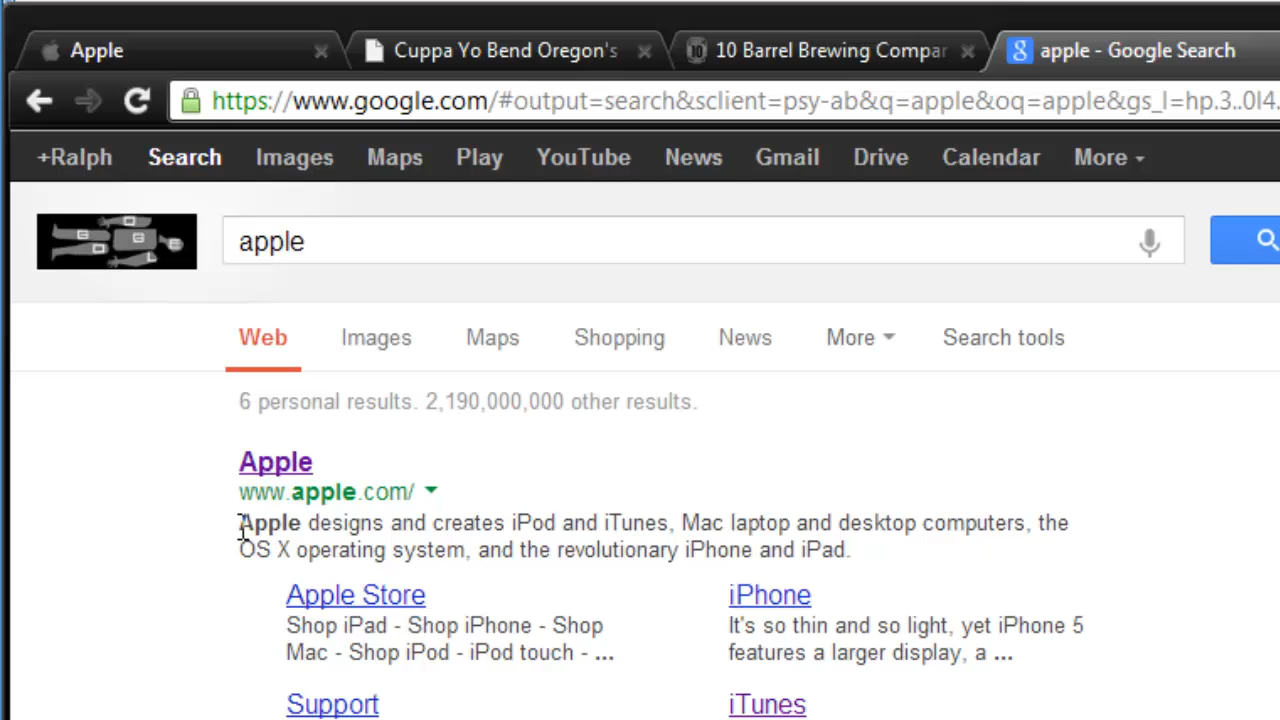 Apple Cuppa Yo Bend Oregon's 10 Barrel Brewing Compar apple - Google Search
https://www.google.com/#output=search&sclient=psy-ab&q=apple&oq=apple&gs_l=hp.3..0l4.
+Ralph Search Images Maps Play YouTube News Gmail Drive Calendar More
apple
Web Images Maps Shopping News More Search tools
6 personal results. 2,190,000,000 other results.
Apple
www.apple.com/
Apple designs and creates iPod and iTunes, Mac laptop and desktop computers, the
OS X operating system, and the revolutionary iPhone and iPad.
Apple Store
Shop iPad - Shop iPhone - Shop
Mac - Shop iPod - iPod touch - ...
iPhone
It's so thin and so light, yet iPhone 5
features a larger display, a ...
Support
iTunes